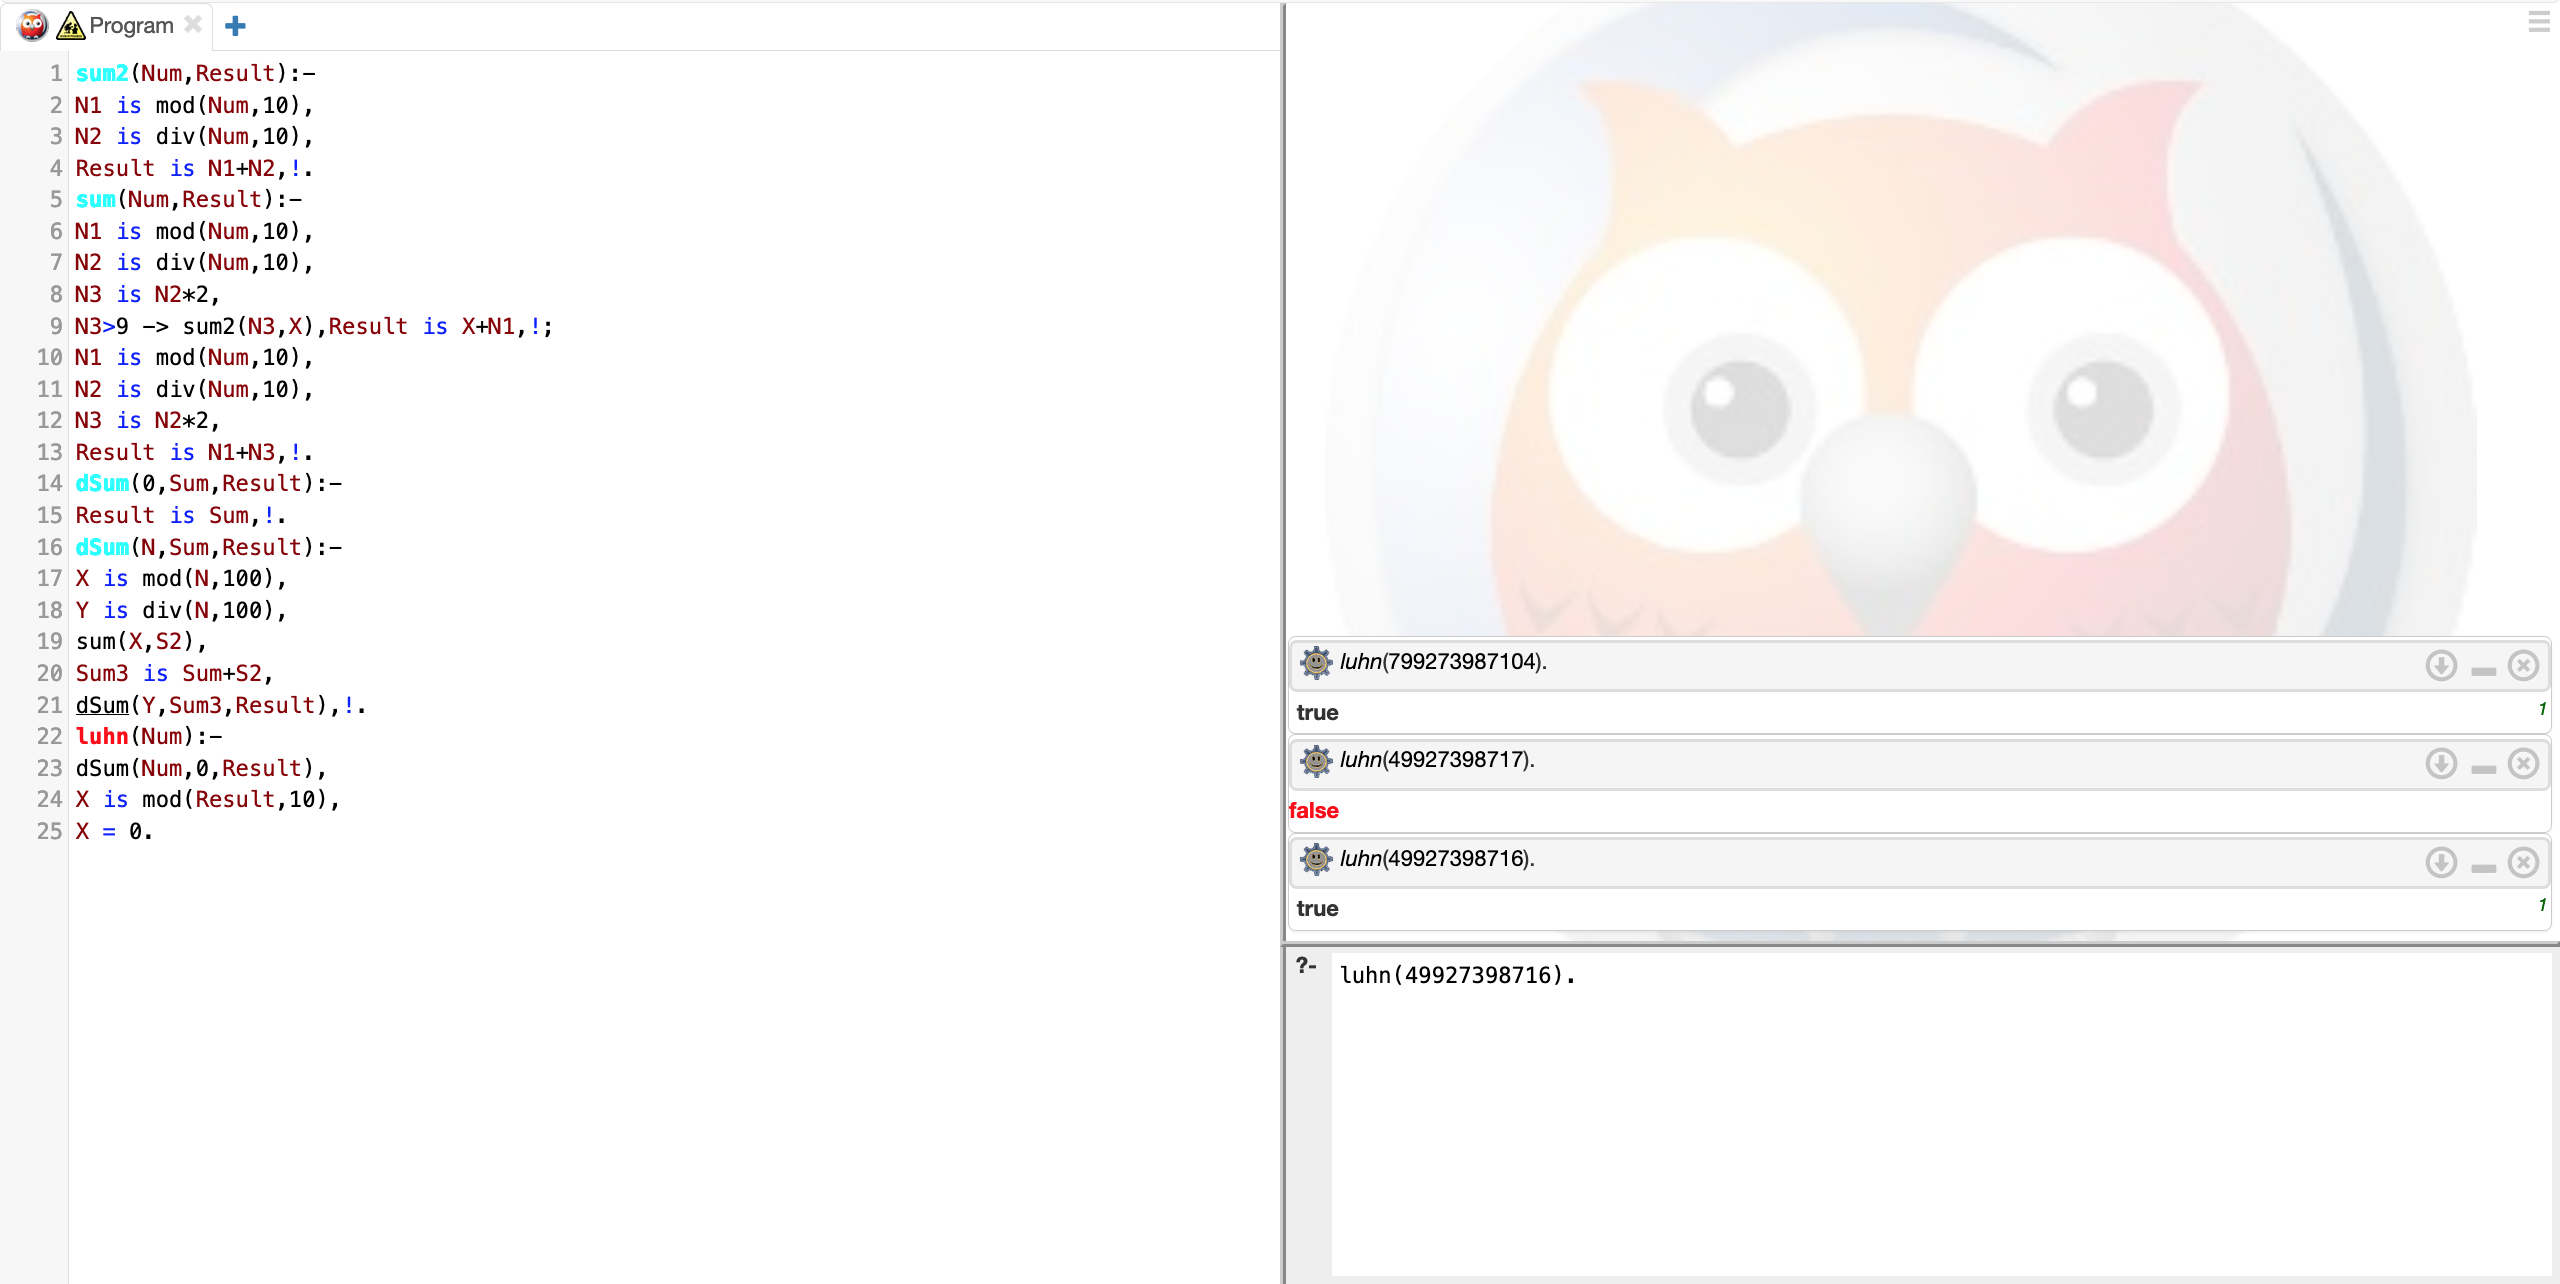 Program
1 sum2(Num,Result):-
2 N1 is mod(Num,10),
3 N2 is div(Num,10),
4 Result is N1+N2,!.
5 sum(Num,Result):-
6 N1 is mod(Num,10),
7 N2 is div(Num,10),
8 N3 is N2*2,
9 N3>9 -> sum2(N3,X),Result is X+N1,!;
10 N1 is mod(Num,10),
11 N2 is div(Num,10),
12 N3 is N2*2,
13 Result is N1+N3,!.
14 dSum(0,Sum,Result):-
15 Result is Sum,!.
16 dSum(N,Sum,Result):-
17 X is mod(N,100),
18 Y is div(N,100),
19 sum(X,S2),
20 Sum3 is Sum+S2,
21 dSum(Y,Sum3,Result),!.
22 luhn(Num):-
23 dSum(Num,0,Result),
24 X is mod(Result,10),
25 X = 0.
luhn(799273987104).
true 1
luhn(49927398717).
false
luhn(49927398716).
true 1
?- luhn(49927398716).